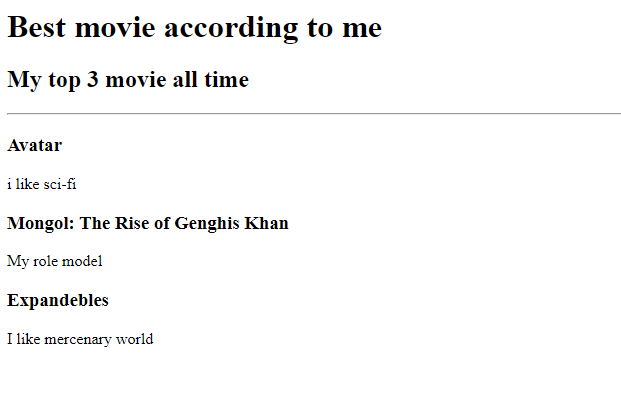 Best movie according to me
My top 3 movie all time
Avatar
i like sci-fi
Mongol: The Rise of Genghis Khan
My role model
Expandebles
I like mercenary world